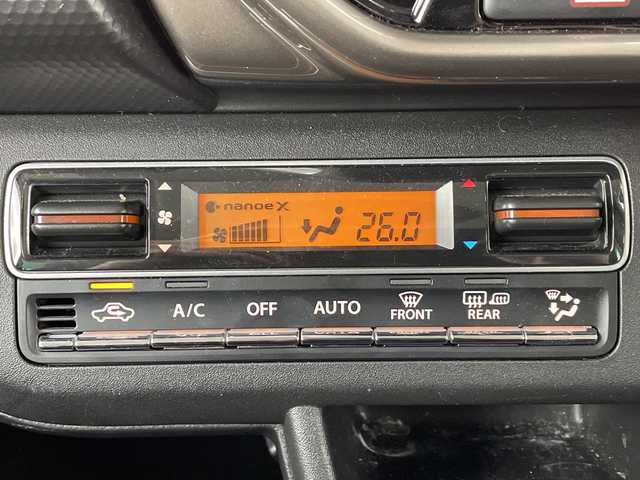 nanoeX
26.0
A/C
OFF
AUTO
FRONT
REAR